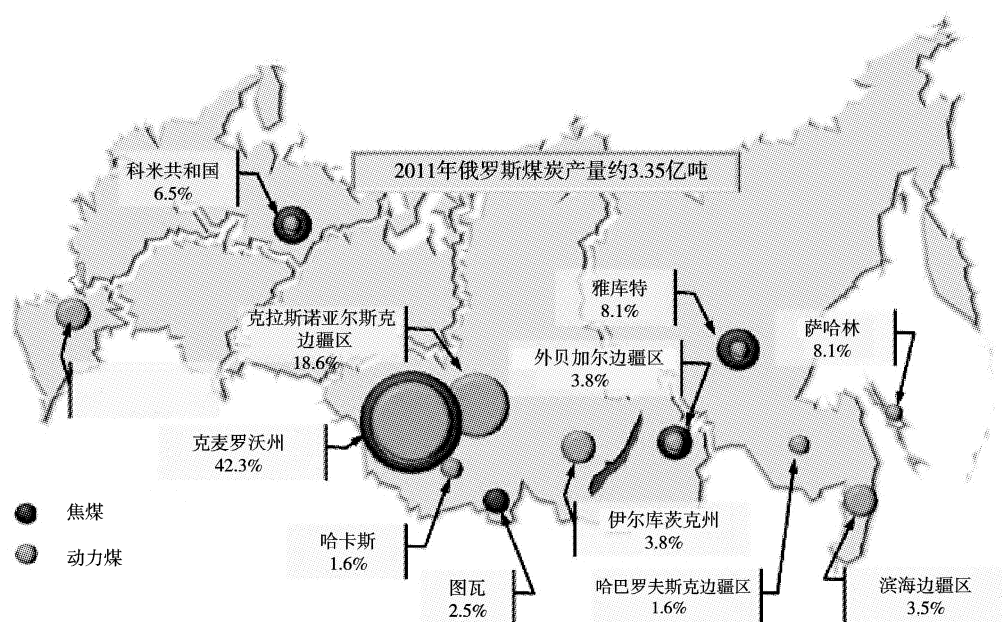 2011年俄罗斯煤炭产量约3.35亿吨
科米共和国
6.5%
雅库特
8.1%
萨哈林
8.1%
克拉斯诺亚尔斯克
边疆区
18.6%
外贝加尔边疆区
3.8%
克麦罗沃州
42.3%
焦煤
动力煤
哈卡斯
1.6%
伊尔库茨克州
3.8%
图瓦
2.5%
哈巴罗夫斯克边疆区
1.6%
滨海边疆区
3.5%